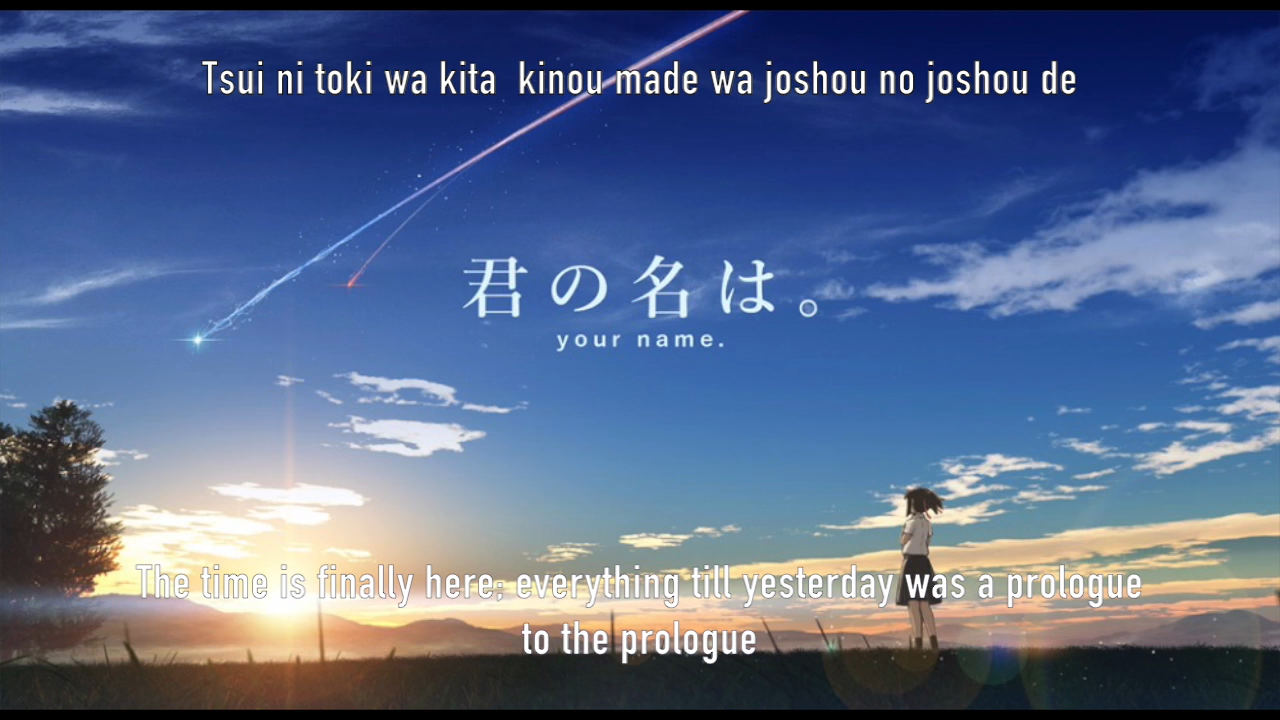 Tsui ni toki wa kita kinou made wa joshou no joshou de
君の名は。
your name.
The time is finally here; everything till yesterday was a prologue
to the prologue